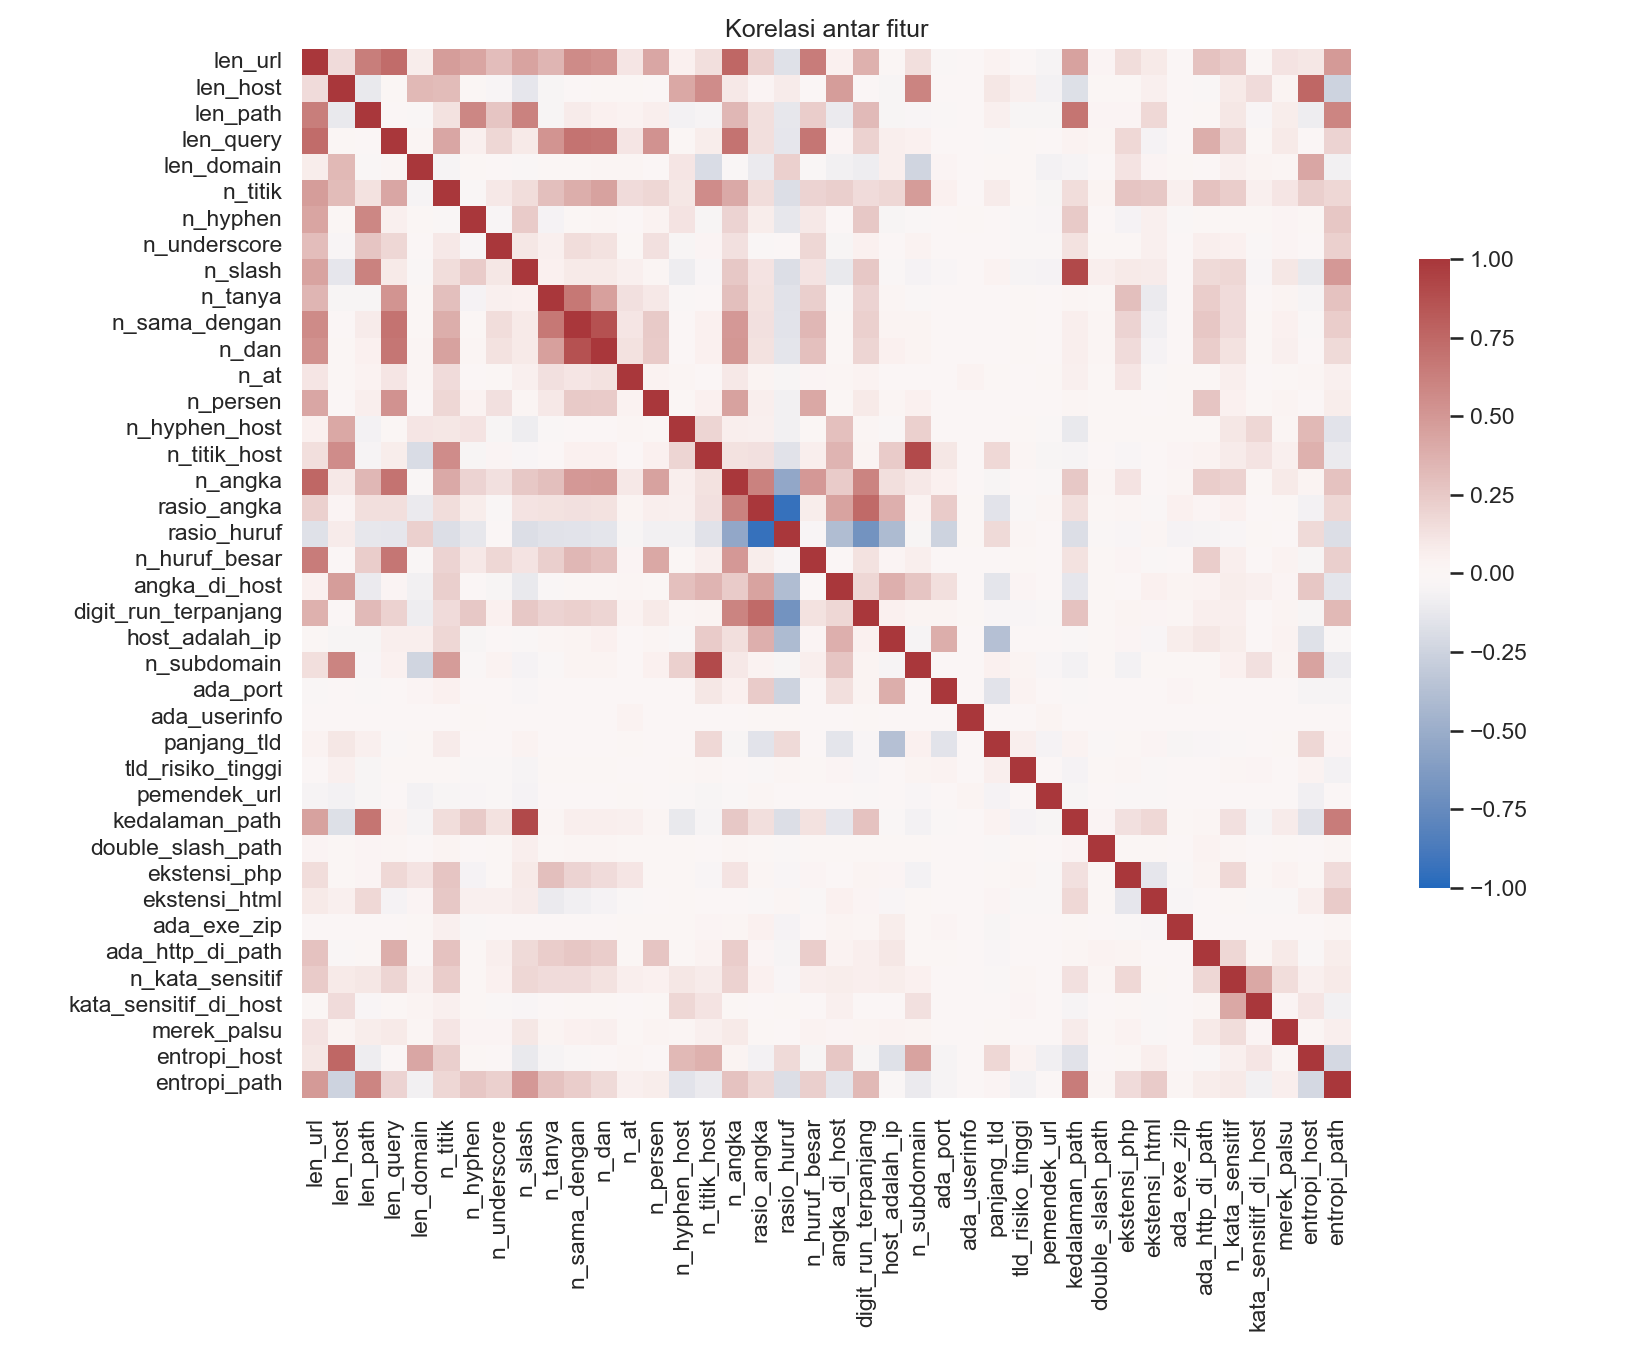 Korelasi antar fitur
len_url
len_host
len_path
len_query
len_domain
n_titik
n_hyphen
n_underscore
n_slash
n_tanya
n_sama_dengan
n_dan
n_at
n_persen
n_hyphen_host
n_titik_host
n_angka
rasio_angka
rasio_huruf
n_huruf_besar
angka_di_host
digit_run_terpanjang
host_adalah_ip
n_subdomain
ada_port
ada_userinfo
panjang_tld
tld_risiko_tinggi
pemendek_url
kedalaman_path
double_slash_path
ekstensi_php
ekstensi_html
ada_exe_zip
ada_http_di_path
n_kata_sensitif
kata_sensitif_di_host
merek_palsu
entropi_host
entropi_path
len_url
len_host
len_path
len_query
len_domain
n_titik
n_hyphen
n_underscore
n_slash
n_tanya
n_sama_dengan
n_dan
n_at
n_persen
n_hyphen_host
n_titik_host
n_angka
rasio_angka
rasio_huruf
n_huruf_besar
angka_di_host
digit_run_terpanjang
host_adalah_ip
n_subdomain
ada_port
ada_userinfo
panjang_tld
tld_risiko_tinggi
pemendek_url
kedalaman_path
double_slash_path
ekstensi_php
ekstensi_html
ada_exe_zip
ada_http_di_path
n_kata_sensitif
kata_sensitif_di_host
merek_palsu
entropi_host
entropi_path
1.00
0.75
0.50
0.25
0.00
−0.25
−0.50
−0.75
−1.00